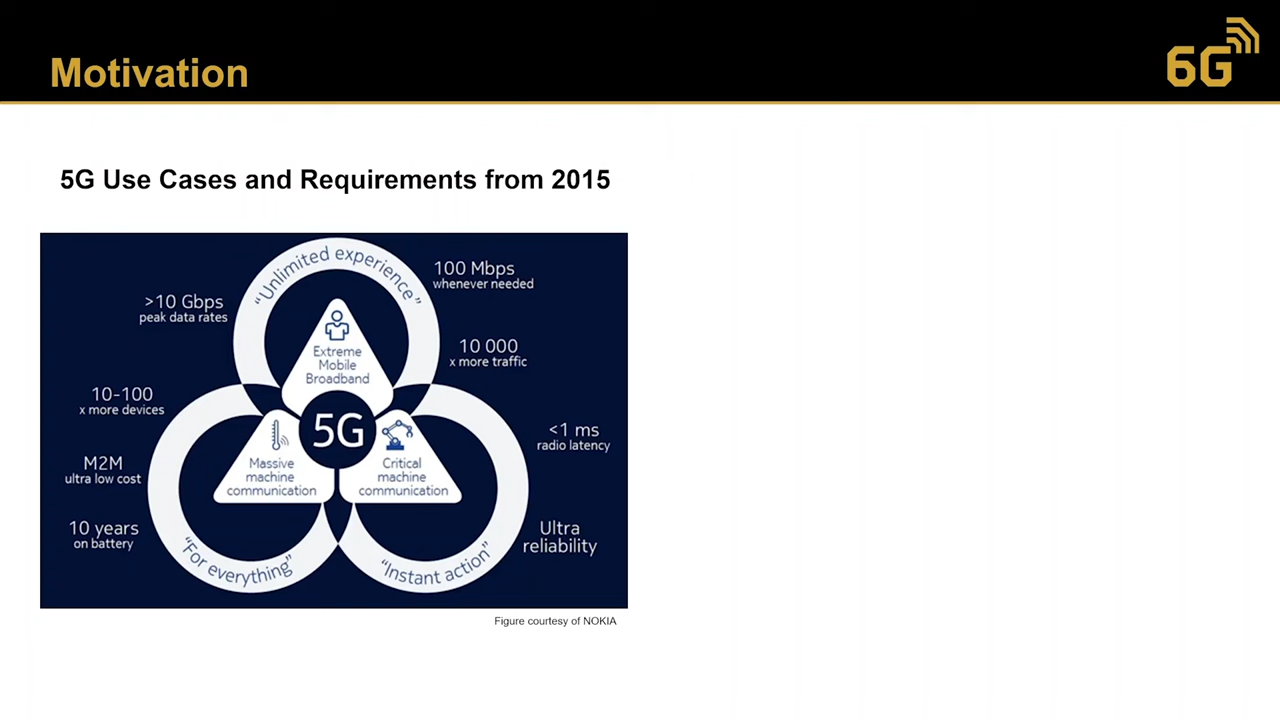 Motivation
6G
5G Use Cases and Requirements from 2015
"Unlimited experience"
100 Mbps
whenever needed
>10 Gbps
peak data rates
10 000
x more traffic
Extreme
Mobile
Broadband
10-100
x more devices
5G
<1 ms
radio latency
M2M
ultra low cost
Massive
machine
communication
Critical
machine
communication
10 years
on battery
Ultra
reliability
"For everything"
"Instant action"
Figure courtesy of NOKIA